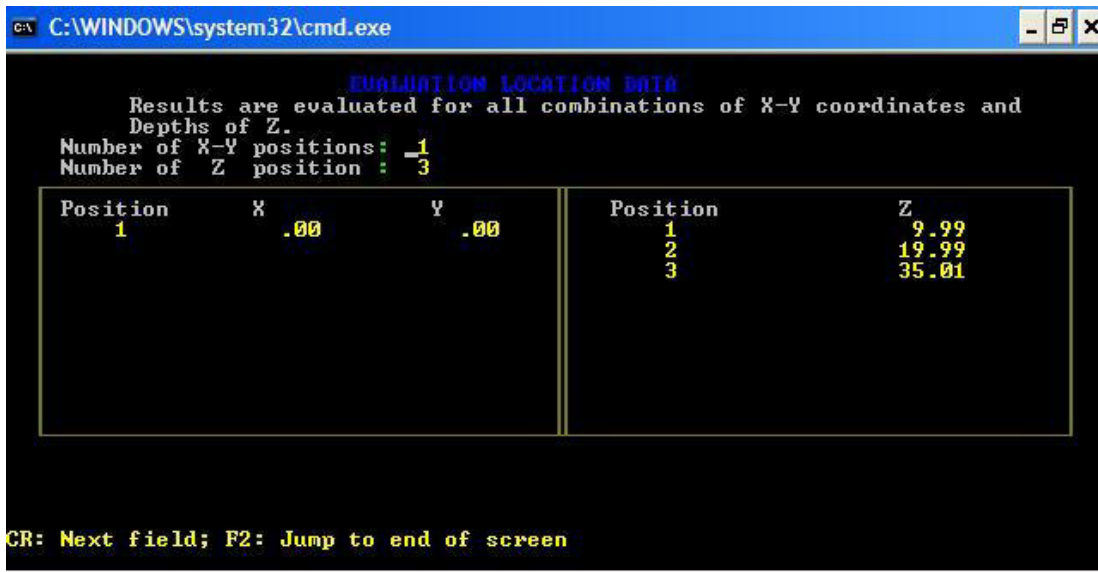 C:\WINDOWS\system32\cmd.exe
EVALUATION LOCATION DATA
Results are evaluated for all combinations of X-Y coordinates and
Depths of Z.
Number of X-Y positions: 1
Number of Z position : 3
Position X Y
1 .00 .00
Position Z
1 9.99
2 19.99
3 35.01
CR: Next field; F2: Jump to end of screen